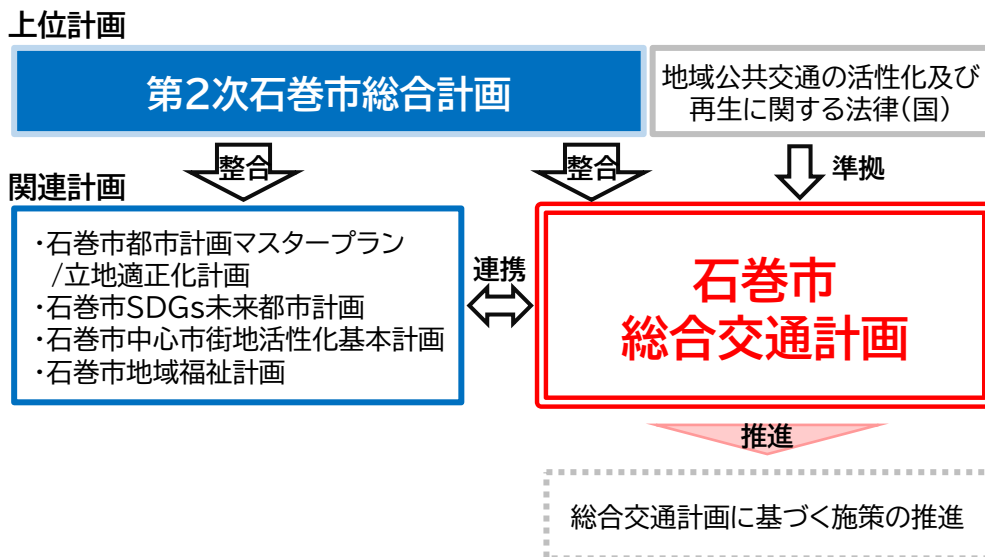 上位計画
第2次石巻市総合計画
地域公共交通の活性化及び
再生に関する法律(国)
整合
整合
準拠
関連計画
・石巻市都市計画マスタープラン
/立地適正化計画
・石巻市SDGs未来都市計画
・石巻市中心市街地活性化基本計画
・石巻市地域福祉計画
連携
石巻市
総合交通計画
推進
総合交通計画に基づく施策の推進